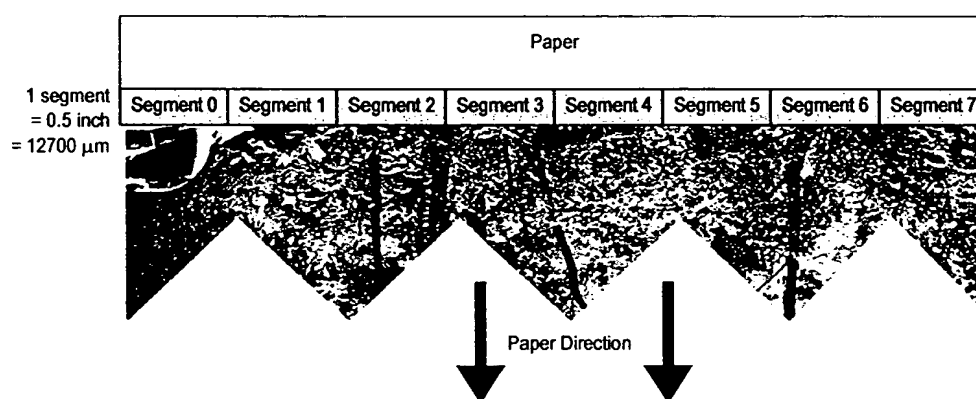 Paper
1 segment
= 0.5 inch
= 12700 µm
Segment 0 Segment 1 Segment 2 Segment 3 Segment 4 Segment 5 Segment 6 Segment 7
Paper Direction